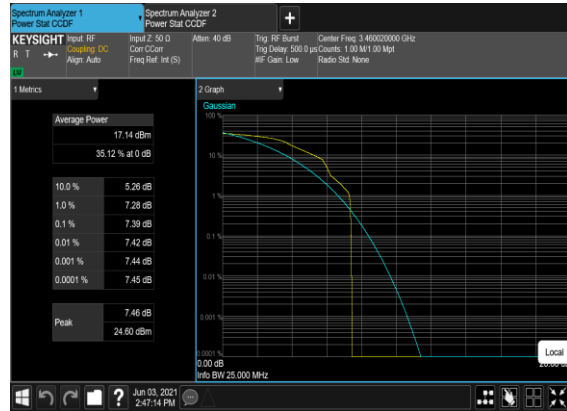 Spectrum Analyzer 1
Power Stat CCDF
Spectrum Analyzer 2
Power Stat CCDF
+
KEYSIGHT
R T
LXI
Input: RF
Coupling: DC
Align: Auto
Input Z: 50 Ω
Corr CCorr
Freq Ref: Int (S)
Atten: 40 dB
Trig: RF Burst
Trig Delay: 500.0 µs
#IF Gain: Low
Center Freq: 3.460020000 GHz
Counts: 1.00 M/1.00 Mpt
Radio Std: None
1 Metrics
Average Power
17.14 dBm
35.12 % at 0 dB
10.0 % 5.26 dB
1.0 % 7.28 dB
0.1 % 7.39 dB
0.01 % 7.42 dB
0.001 % 7.44 dB
0.0001 % 7.45 dB
Peak
7.46 dB
24.60 dBm
2 Graph
Gaussian
100 %
10 %
1 %
0.1 %
0.01 %
0.001 %
0.0001 %
0.00 dB
Info BW 25.000 MHz
Local
?
Jun 03, 2021
2:47:14 PM